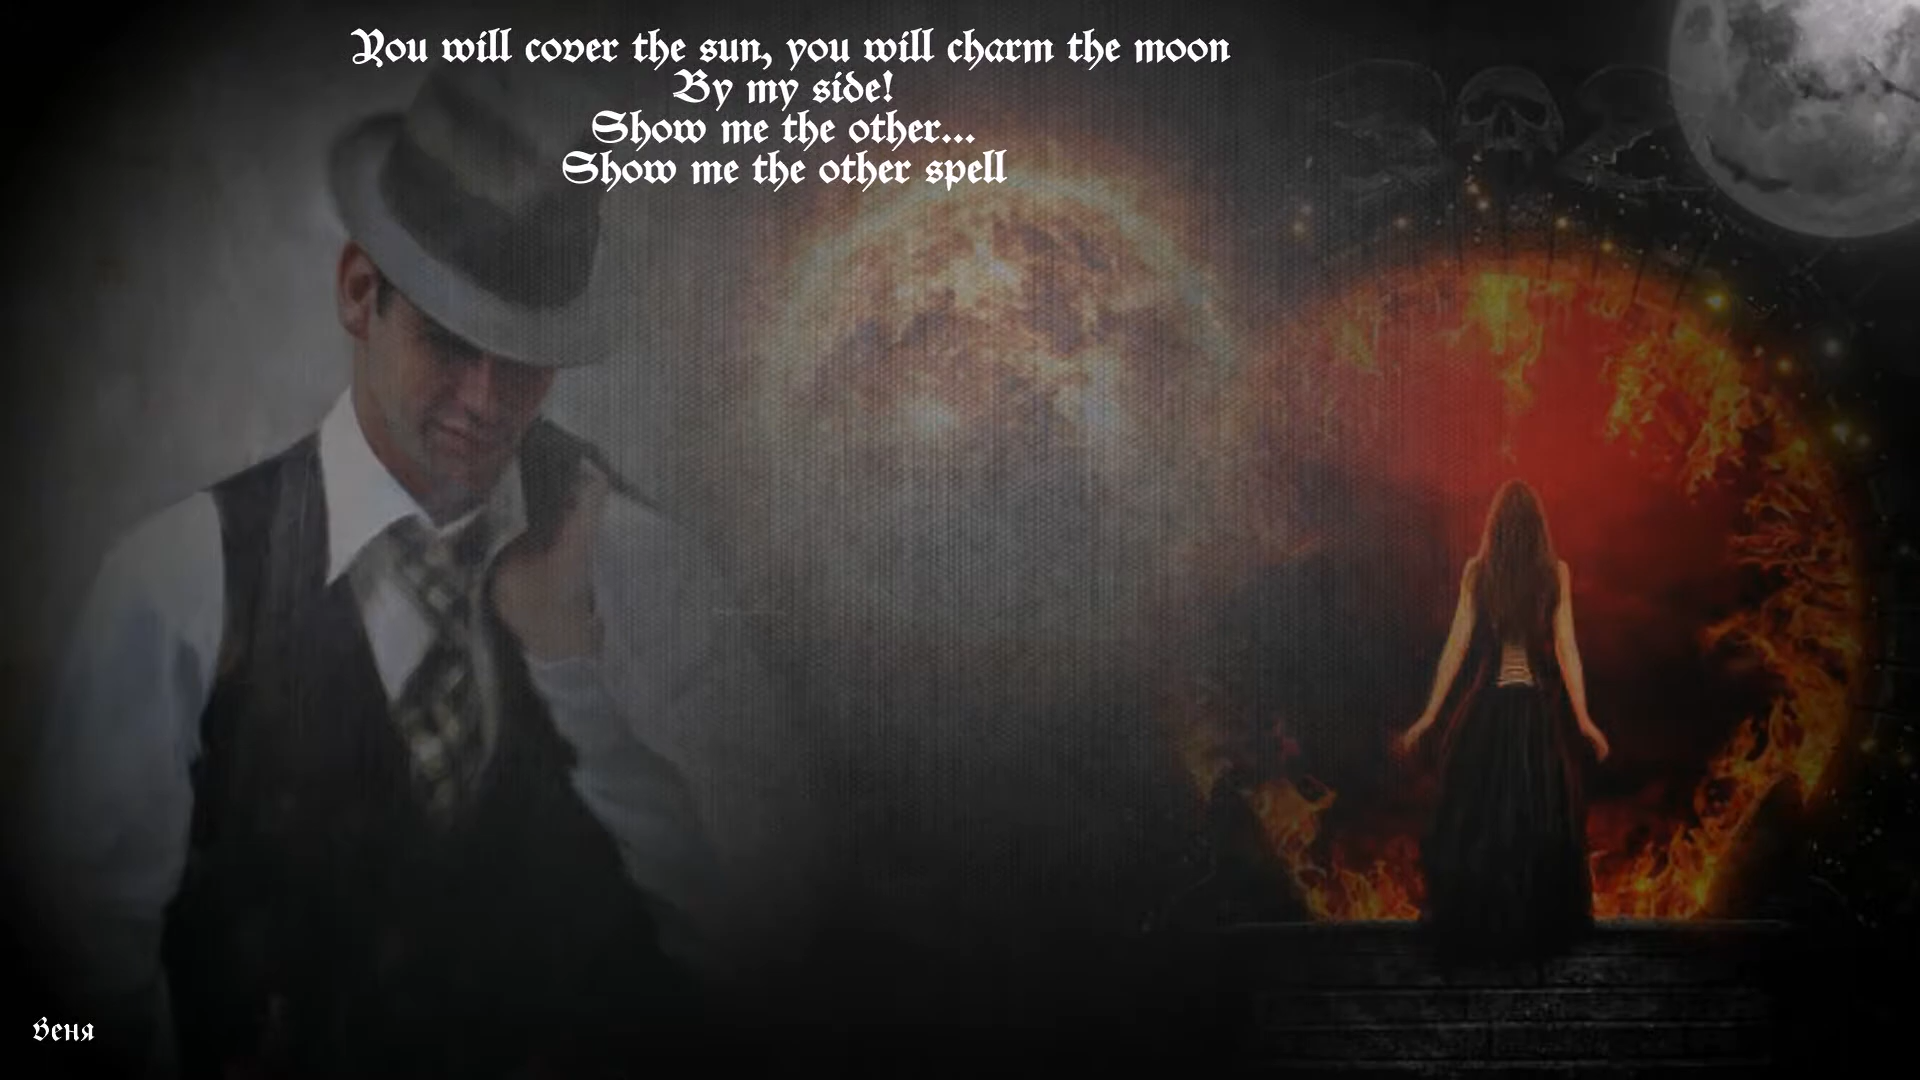 You will cover the sun, you will charm the moon
By my side!
Show me the other...
Show me the other spell
Веня